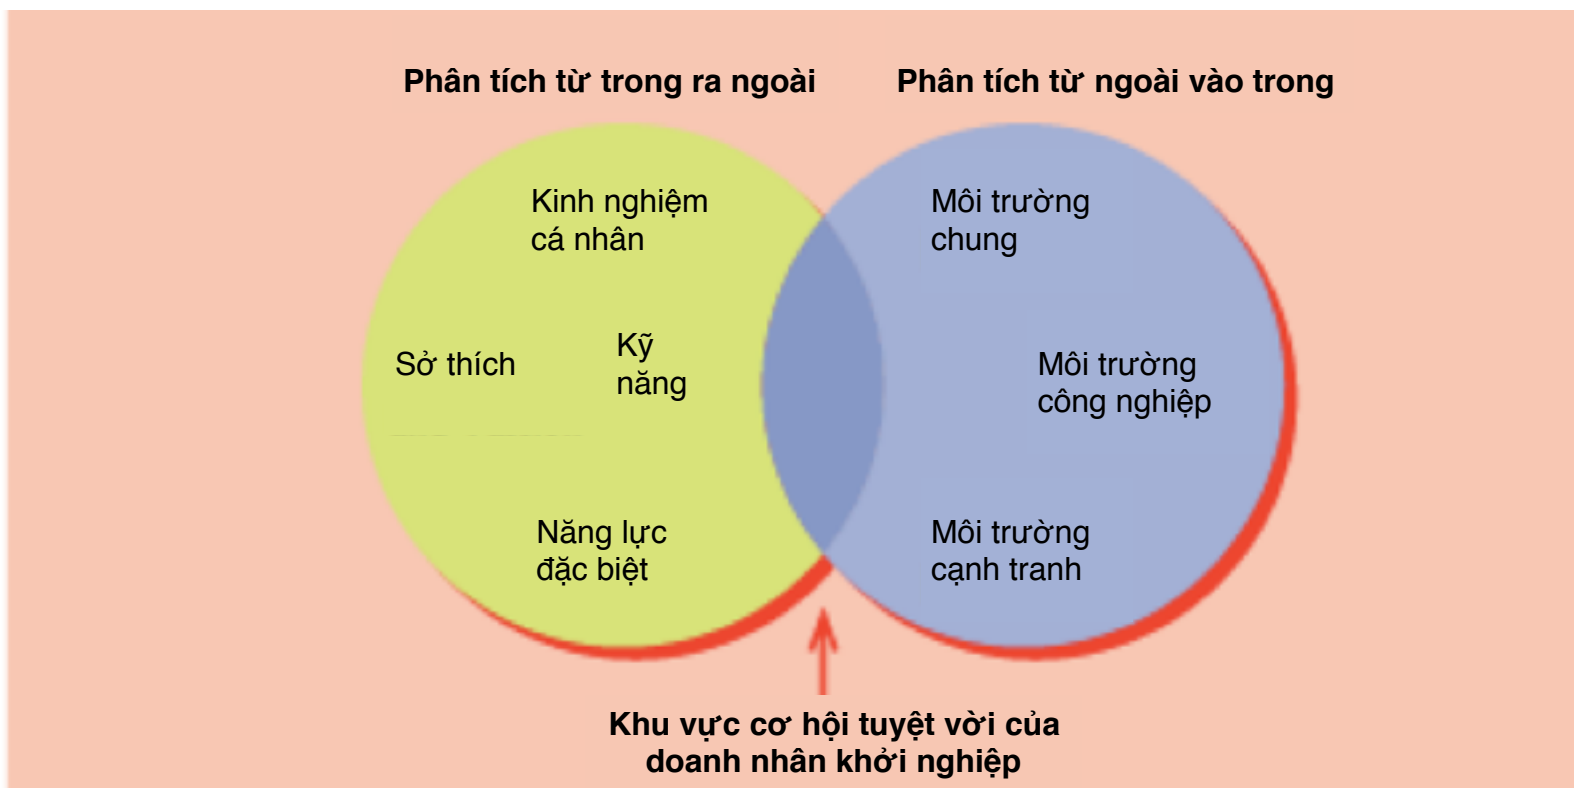 Phân tích từ trong ra ngoài
Phân tích từ ngoài vào trong
Kinh nghiệm
cá nhân
Môi trường
chung
Sở thích
Kỹ
năng
Môi trường
công nghiệp
Năng lực
đặc biệt
Môi trường
cạnh tranh
Khu vực cơ hội tuyệt vời của
doanh nhân khởi nghiệp